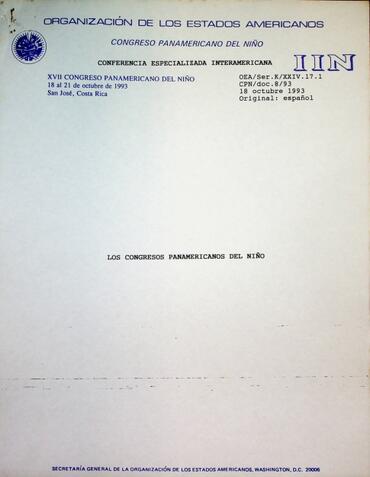 ORGANIZACIÓN DE LOS ESTADOS AMERICANOS
CONGRESO PANAMERICANO DEL NIÑO
CONFERENCIA ESPECIALIZADA INTERAMERICANA
IIN
XVII CONGRESO PANAMERICANO DEL NIÑO
18 al 21 de octubre de 1993
San José, Costa Rica
OEA/Ser.K/XXIV.17.1
CPN/doc.8/93
18 octubre 1993
Original: español
LOS CONGRESOS PANAMERICANOS DEL NIÑO
SECRETARÍA GENERAL DE LA ORGANIZACIÓN DE LOS ESTADOS AMERICANOS, WASHINGTON, D.C. 20006